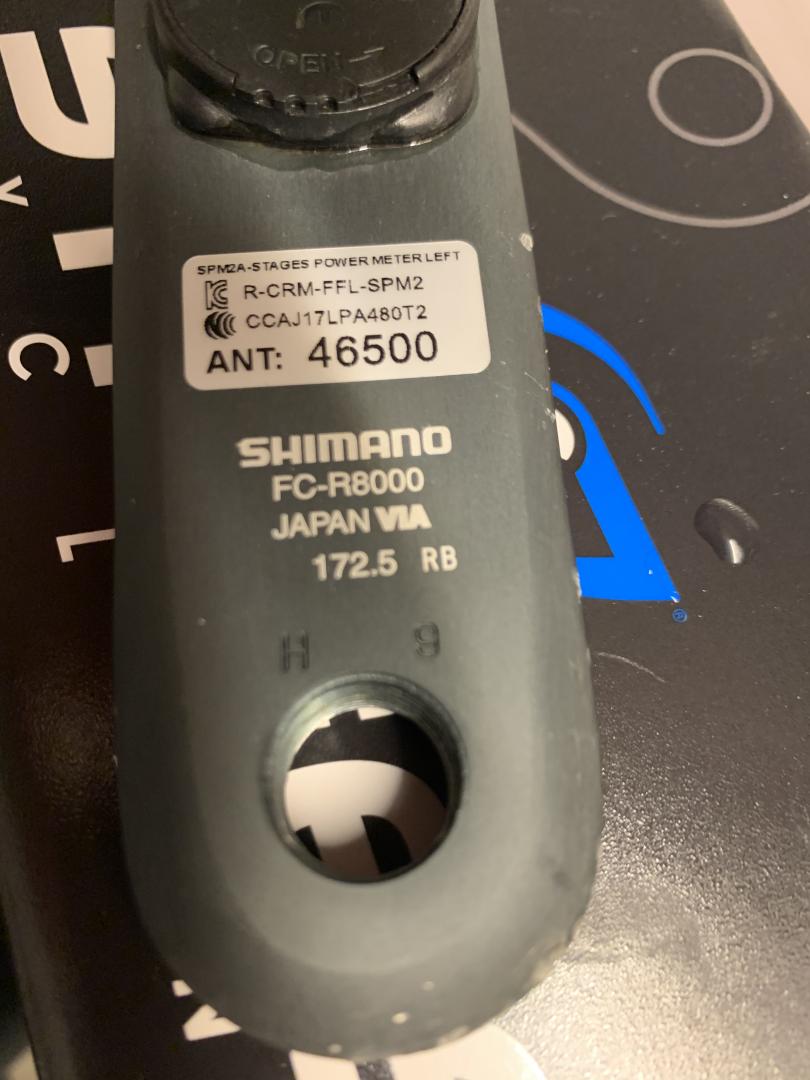 OPEN
SPM2A-STAGES POWER METER LEFT
R-CRM-FFL-SPM2
CCAJ17LPA480T2
ANT: 46500
SHIMANO
FC-R8000
JAPAN VIA
172.5 RB
H 9
Y C L
®